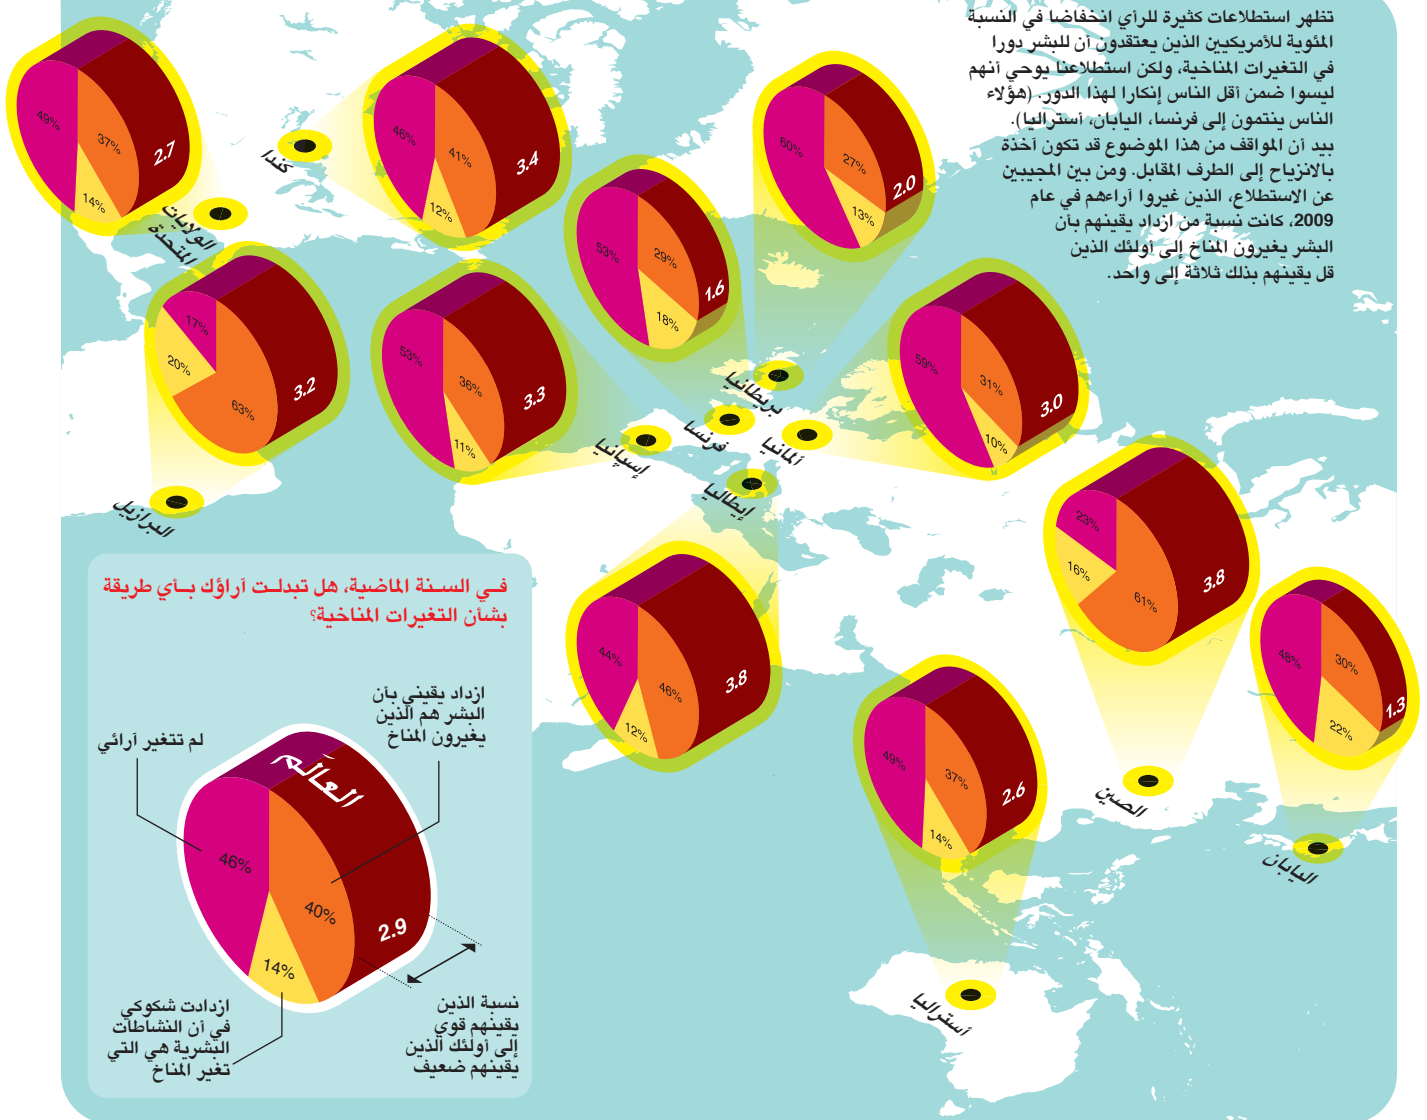 تظهر استطلاعات كثيرة للرأي انخفاضا في النسبة
المئوية للأمريكيين الذين يعتقدون أن للبشر دورا
في التغيرات المناخية، ولكن استطلاعنا يوحي أنهم
ليسوا ضمن أقل الناس إنكارا لهذا الدور. (هؤلاء
الناس ينتمون إلى فرنسا، اليابان، أستراليا).
بيد أن المواقف من هذا الموضوع قد تكون آخذة
بالانزياح إلى الطرف المقابل. ومن بين المجيبين
عن الاستطلاع، الذين غيروا آراءهم في عام
2009، كانت نسبة من ازداد يقينهم بأن
البشر يغيرون المناخ إلى أولئك الذين
قل يقينهم بذلك ثلاثة إلى واحد.
49%
37%
14%
2.7
الولايات
المتحدة
كندا
46%
41%
12%
3.4
60%
27%
13%
2.0
بريطانيا
53%
29%
18%
1.6
فرنسا
17%
20%
63%
3.2
البرازيل
53%
36%
11%
3.3
إسپانيا
59%
31%
10%
3.0
ألمانيا
إيطاليا
44%
46%
12%
3.8
23%
16%
61%
3.8
الصين
48%
30%
22%
1.3
اليابان
49%
37%
14%
2.6
أستراليا
فـي السـنة الماضية، هل تبدلـت آراؤك بـأي طريقة
بشأن التغيرات المناخية؟
ازداد يقيني بأن
البشر هم الذين
يغيرون المناخ
لم تتغير آرائي
العالَم
46%
40%
14%
2.9
نسبة الذين
يقينهم قوي
إلى أولئك الذين
يقينهم ضعيف
ازدادت شكوكي
في أن النشاطات
البشرية هي التي
تغير المناخ